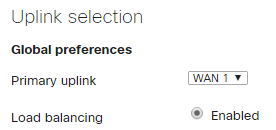 Uplink selection
Global preferences
Primary uplink WAN 1
Load balancing Enabled